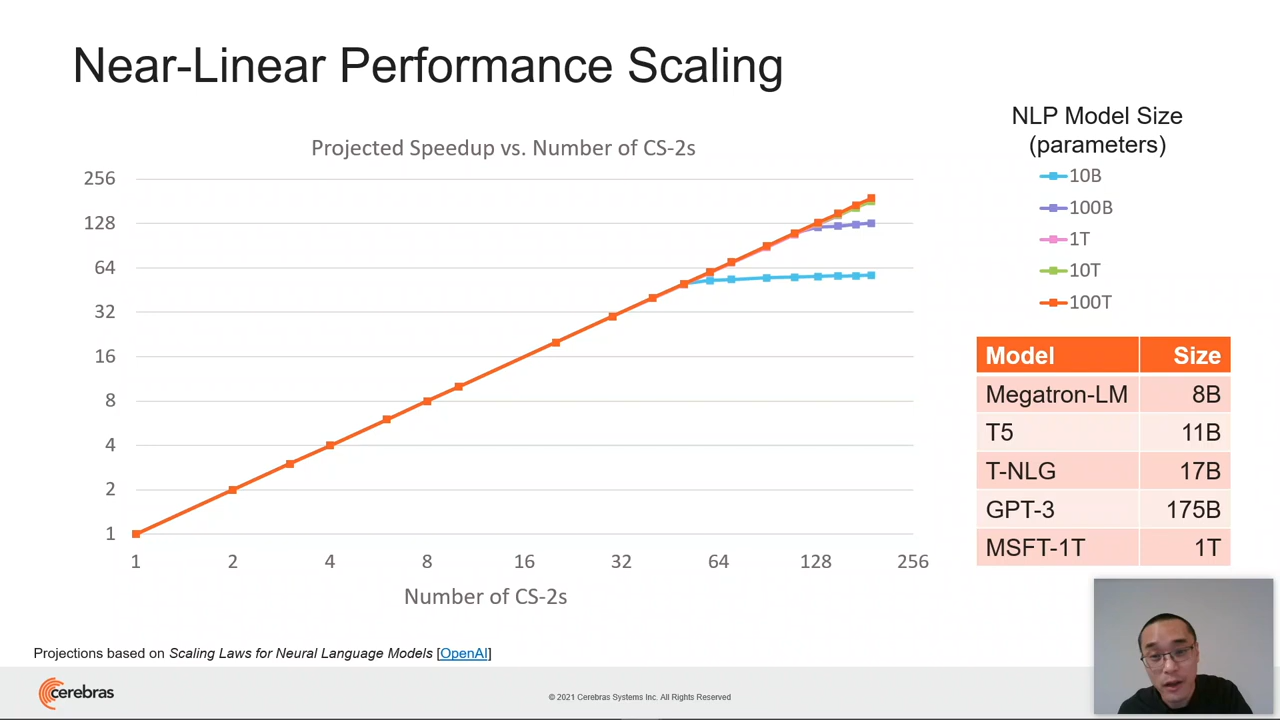 Near-Linear Performance Scaling
Projected Speedup vs. Number of CS-2s
256
128
64
32
16
8
4
2
1
1 2 4 8 16 32 64 128 256
Number of CS-2s
NLP Model Size
(parameters)
10B
100B
1T
10T
100T
Model Size
Megatron-LM 8B
T5 11B
T-NLG 17B
GPT-3 175B
MSFT-1T 1T
Projections based on Scaling Laws for Neural Language Models [OpenAI]
cerebras
© 2021 Cerebras Systems Inc. All Rights Reserved